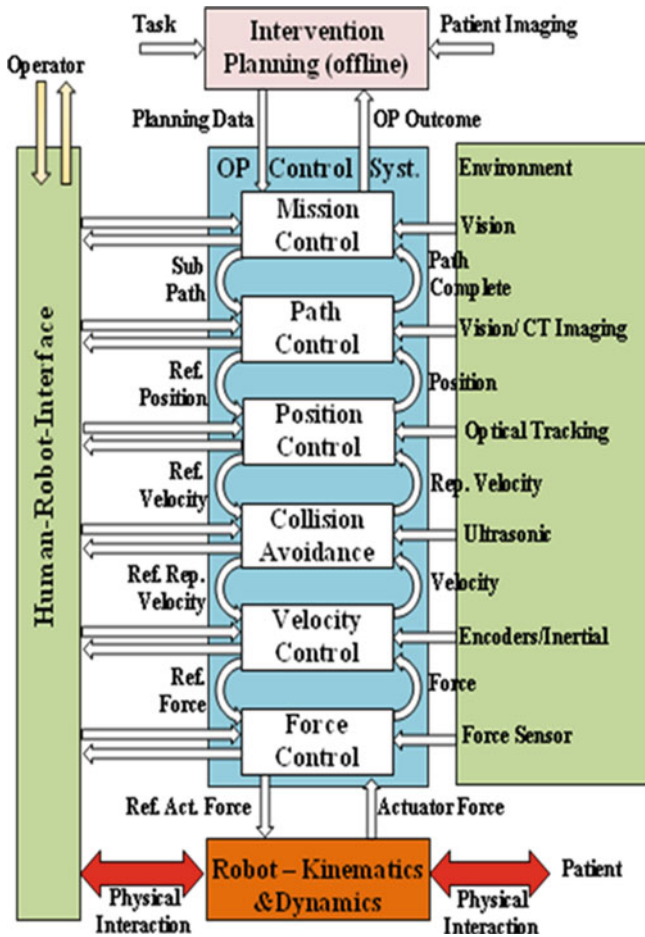 Task
Intervention
Planning (offline)
Patient Imaging
Operator
Planning Data
OP Outcome
OP Control Syst.
Environment
Mission
Control
Vision
Sub
Path
Path
Complete
Path
Control
Vision/ CT Imaging
Ref.
Position
Position
Position
Control
Optical Tracking
Ref.
Velocity
Rep. Velocity
Collision
Avoidance
Ultrasonic
Ref. Rep.
Velocity
Velocity
Velocity
Control
Encoders/Inertial
Ref.
Force
Force
Force
Control
Force Sensor
Human-Robot-Interface
Ref. Act. Force
Actuator Force
Robot – Kinematics
&Dynamics
Patient
Physical
Interaction
Physical
Interaction